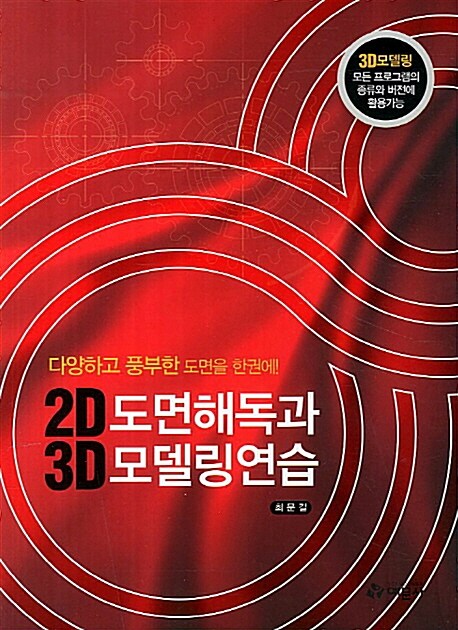 3D모델링
모든 프로그램의
종류와 버전에
활용가능
다양하고 풍부한 도면을 한권에!
2D 도면해독과
3D 모델링연습
최문길